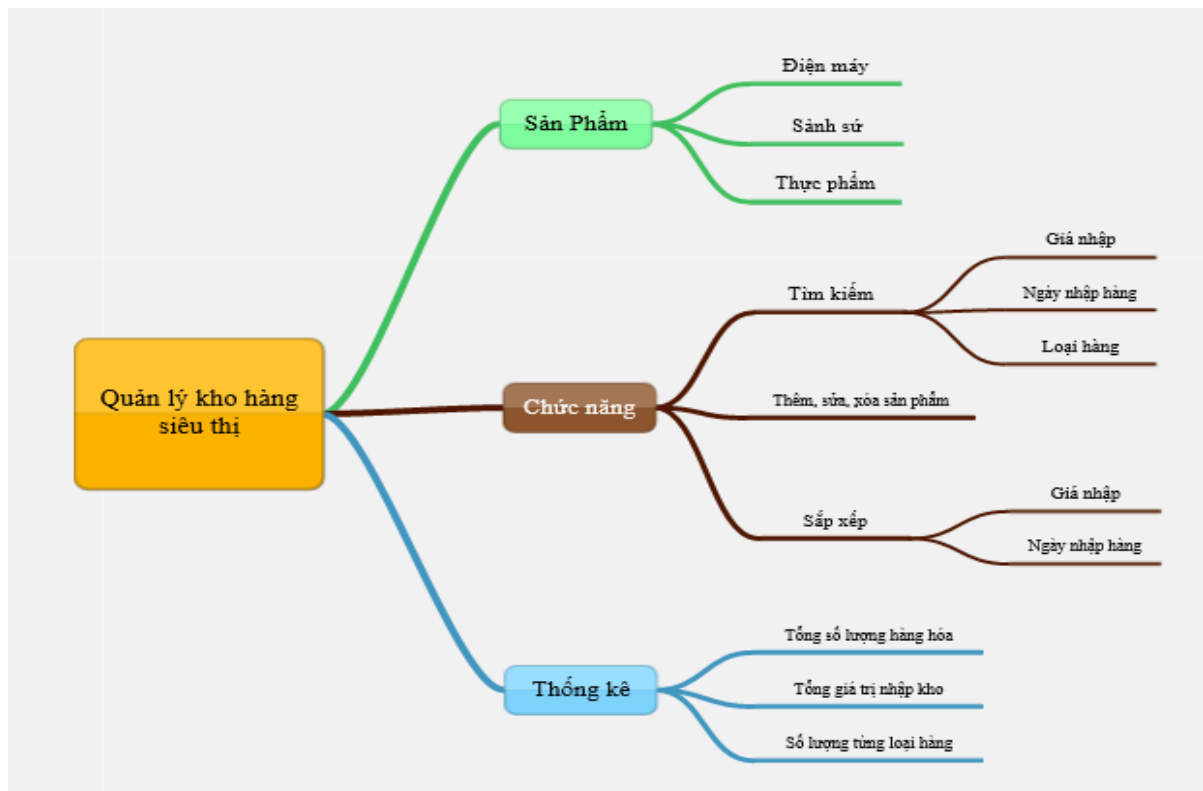 Quản lý kho hàng
siêu thị
Sản Phẩm
Điện máy
Sành sứ
Thực phẩm
Chức năng
Tìm kiếm
Giá nhập
Ngày nhập hàng
Loại hàng
Thêm, sửa, xóa sản phẩm
Sắp xếp
Giá nhập
Ngày nhập hàng
Thống kê
Tổng số lượng hàng hóa
Tổng giá trị nhập kho
Số lượng từng loại hàng